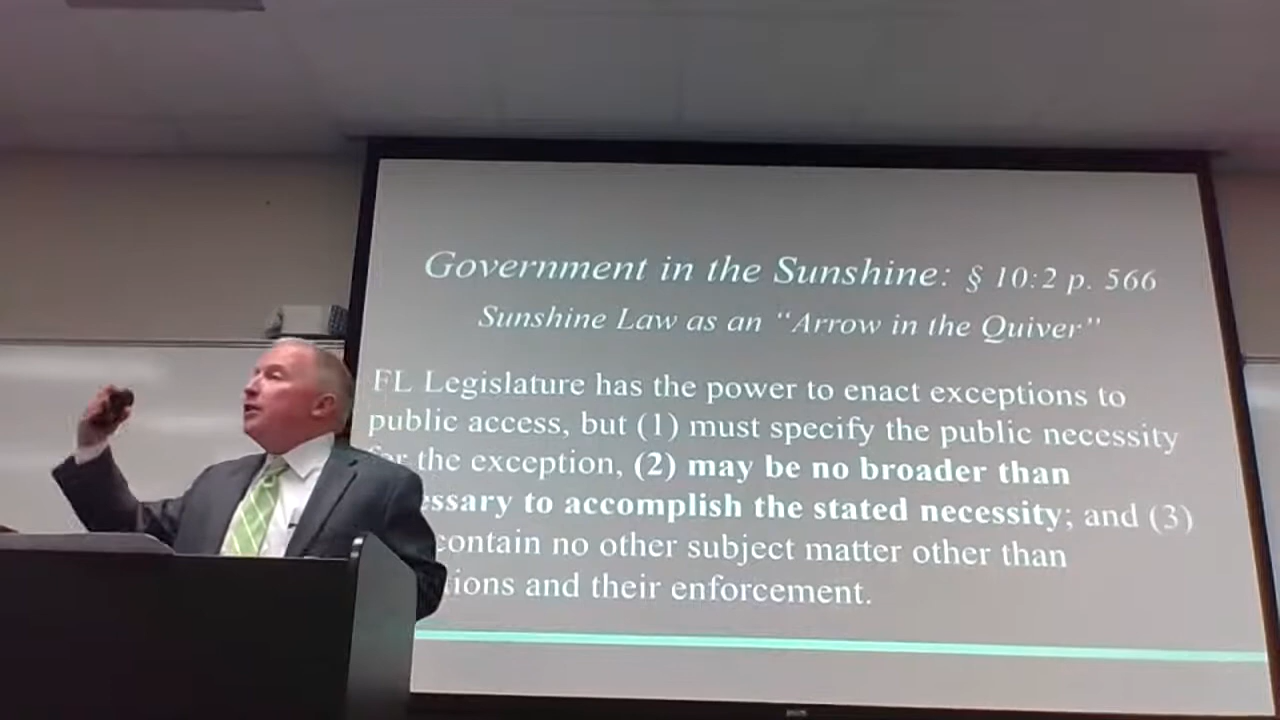 Government in the Sunshine: § 10:2 p. 566
Sunshine Law as an "Arrow in the Quiver"
FL Legislature has the power to enact exceptions to
public access, but (1) must specify the public necessity
the exception, (2) may be no broader than
to accomplish the stated necessity; and (3)
contain no other subject matter other than
and their enforcement.